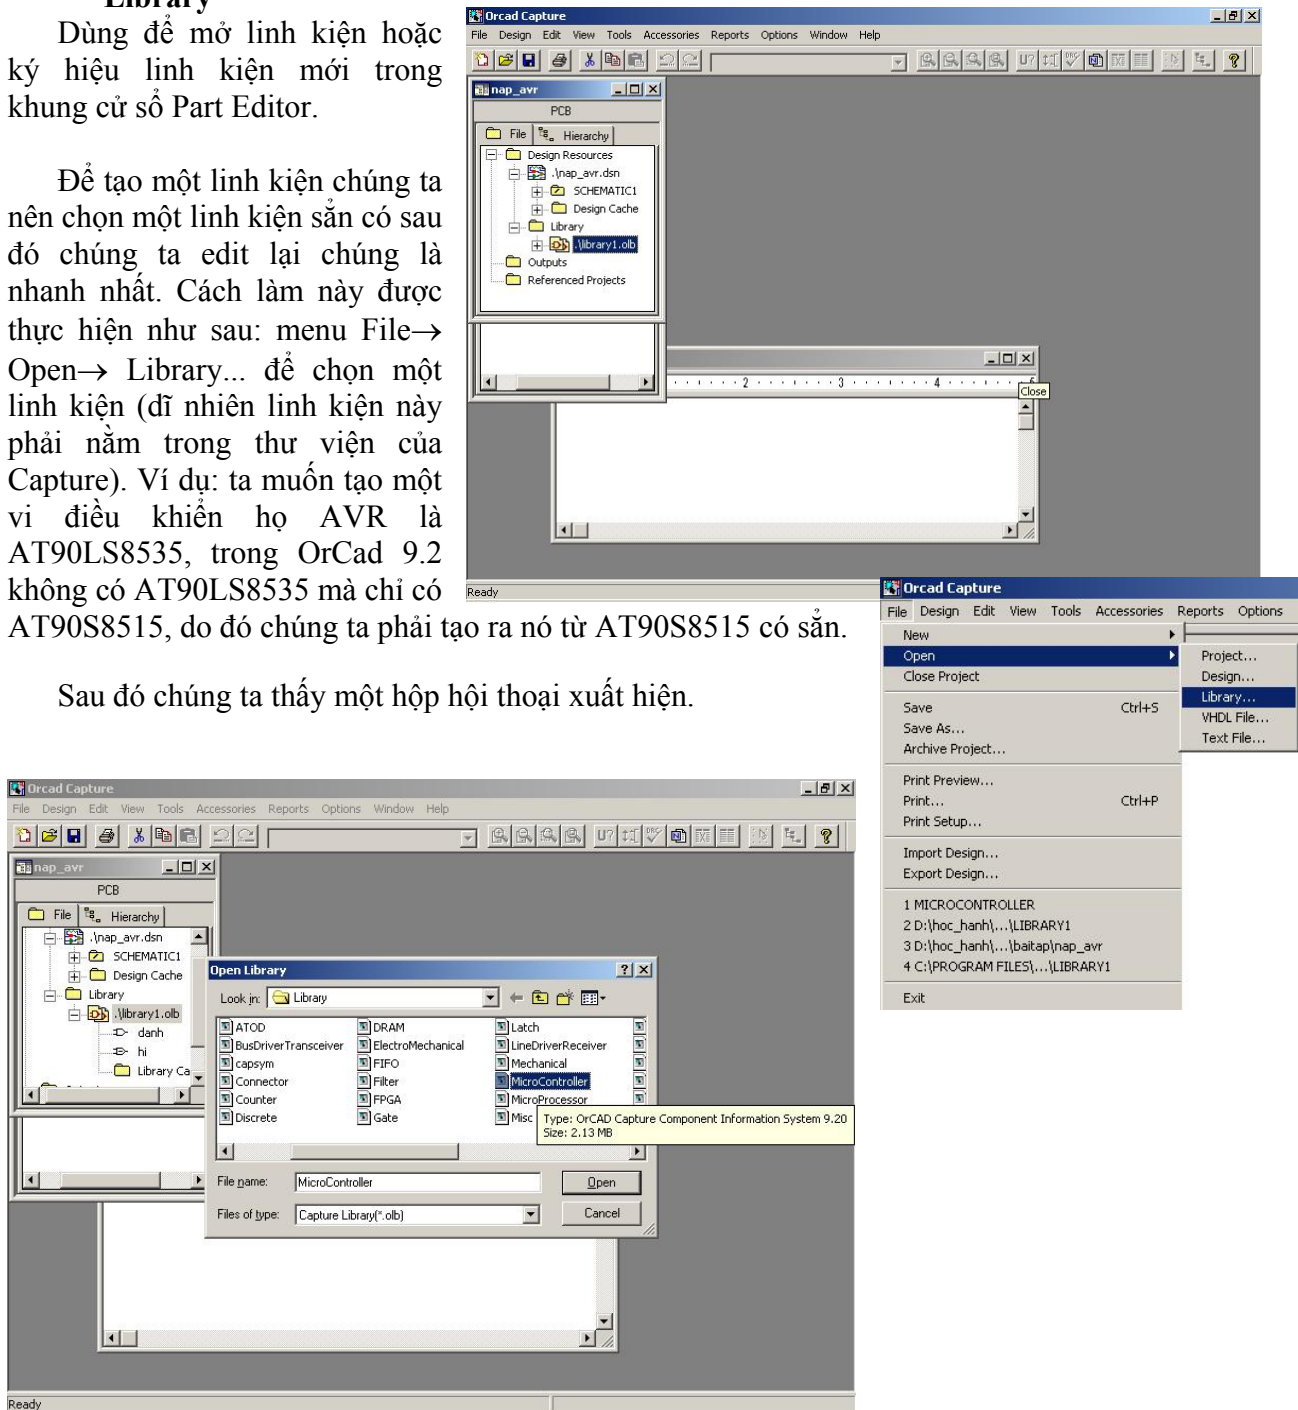 Library
Dùng để mở linh kiện hoặc
ký hiệu linh kiện mới trong
khung cử sổ Part Editor.
Để tạo một linh kiện chúng ta
nên chọn một linh kiện sẳn có sau
đó chúng ta edit lại chúng là
nhanh nhất. Cách làm này được
thực hiện như sau: menu File→
Open→ Library... để chọn một
linh kiện (dĩ nhiên linh kiện này
phải nằm trong thư viện của
Capture). Ví dụ: ta muốn tạo một
vi điều khiển họ AVR là
AT90LS8535, trong OrCad 9.2
không có AT90LS8535 mà chỉ có
AT90S8515, do đó chúng ta phải tạo ra nó từ AT90S8515 có sẳn.
Sau đó chúng ta thấy một hộp hội thoại xuất hiện.
Orcad Capture
File Design Edit View Tools Accessories Reports Options Window Help
U?
nap_avr
PCB
File Hierarchy
Design Resources
.\nap_avr.dsn
SCHEMATIC1
Design Cache
Library
.\library1.olb
Outputs
Referenced Projects
2 3 4
Close
Ready
Orcad Capture
File Design Edit View Tools Accessories Reports Options
New
Open
Close Project
Save Ctrl+S
Save As...
Archive Project...
Print Preview...
Print... Ctrl+P
Print Setup...
Import Design...
Export Design...
1 MICROCONTROLLER
2 D:\hoc_hanh\...\LIBRARY1
3 D:\hoc_hanh\...\baitap\nap_avr
4 C:\PROGRAM FILES\...\LIBRARY1
Exit
Project...
Design...
Library...
VHDL File...
Text File...
Orcad Capture
File Design Edit View Tools Accessories Reports Options Window Help
U?
nap_avr
PCB
File Hierarchy
.\nap_avr.dsn
SCHEMATIC1
Design Cache
Library
.\library1.olb
danh
hi
Library Ca
Open Library
Look in: Library
ATOD DRAM Latch
BusDriverTransceiver ElectroMechanical LineDriverReceiver
capsym FIFO Mechanical
Connector Filter MicroController
Counter FPGA MicroProcessor
Discrete Gate Misc
Type: OrCAD Capture Component Information System 9.20
Size: 2.13 MB
File name: MicroController Open
Files of type: Capture Library(*.olb) Cancel
Ready